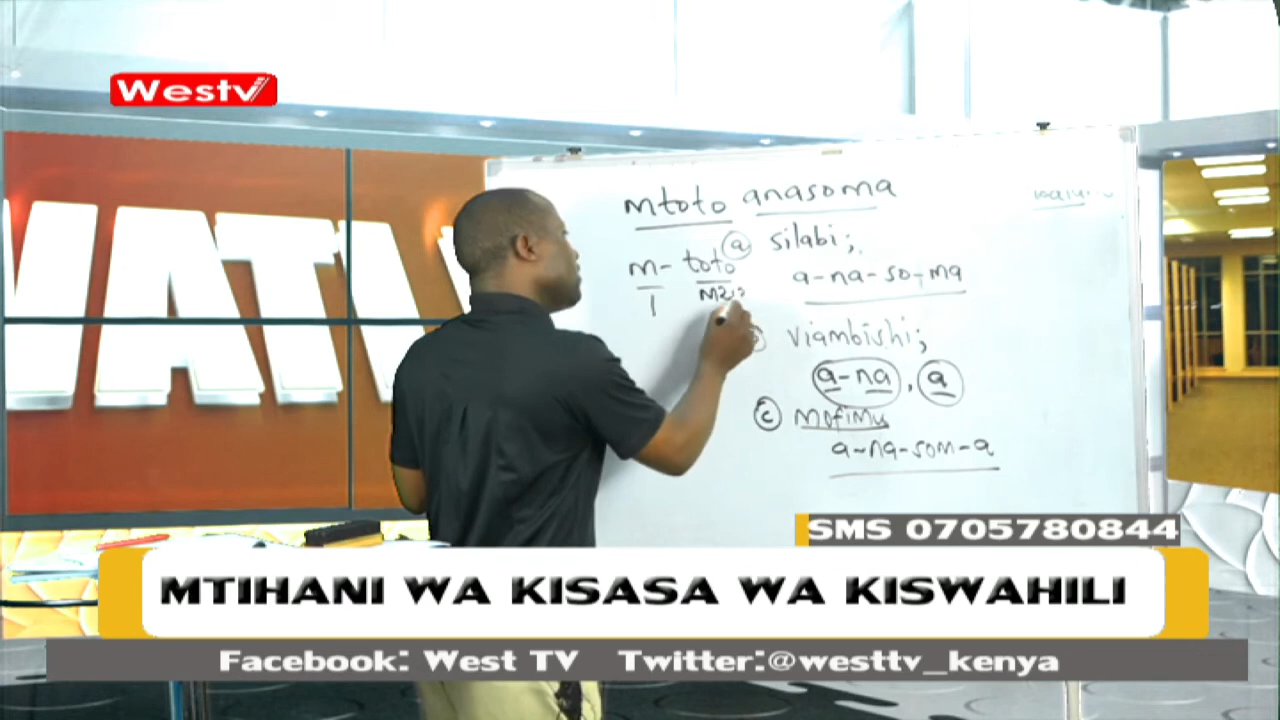 Westv
WATV
mtoto anasoma
a silabi;
m- toto
a-na-so-ma
1
viambishi;
a-na, a
c mofimu
a-na-som-a
SMS 0705780844
MTIHANI WA KISASA WA KISWAHILI
Facebook: West TV Twitter:@westtv_kenya